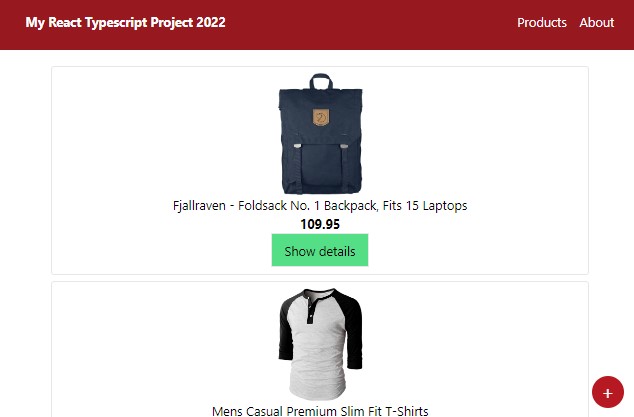 My React Typescript Project 2022
Products
About
Fjallraven - Foldsack No. 1 Backpack, Fits 15 Laptops
109.95
Show details
Mens Casual Premium Slim Fit T-Shirts
+